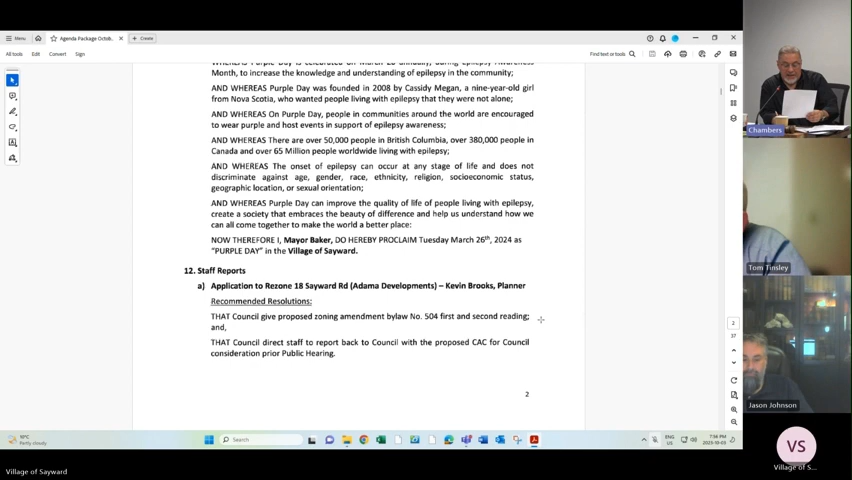 Menu
Agenda Package Octob...
Create
All tools
Edit
Convert
Sign
Find text or tools
WHEREAS Purple Day is celebrated on March 26 annually, during Epilepsy Awareness
Month, to increase the knowledge and understanding of epilepsy in the community;
AND WHEREAS Purple Day was founded in 2008 by Cassidy Megan, a nine-year-old girl
from Nova Scotia, who wanted people living with epilepsy that they were not alone;
AND WHEREAS On Purple Day, people in communities around the world are encouraged
to wear purple and host events in support of epilepsy awareness;
AND WHEREAS There are over 50,000 people in British Columbia, over 380,000 people in
Canada and over 65 Million people worldwide living with epilepsy;
AND WHEREAS The onset of epilepsy can occur at any stage of life and does not
discriminate against age, gender, race, ethnicity, religion, socioeconomic status,
geographic location, or sexual orientation;
AND WHEREAS Purple Day can improve the quality of life of people living with epilepsy,
create a society that embraces the beauty of difference and help us understand how we
can all come together to make the world a better place:
NOW THEREFORE I, Mayor Baker, DO HEREBY PROCLAIM Tuesday March 26th, 2024 as
"PURPLE DAY" in the Village of Sayward.
12. Staff Reports
a) Application to Rezone 18 Sayward Rd (Adama Developments) – Kevin Brooks, Planner
Recommended Resolutions:
THAT Council give proposed zoning amendment bylaw No. 504 first and second reading;
and,
THAT Council direct staff to report back to Council with the proposed CAC for Council
consideration prior Public Hearing.
2
2
37
Chambers
Tom Tinsley
Jason Johnson
VS
Village of S...
10°C
Partly cloudy
Search
ENG
US
7:56 PM
Village of Sayward